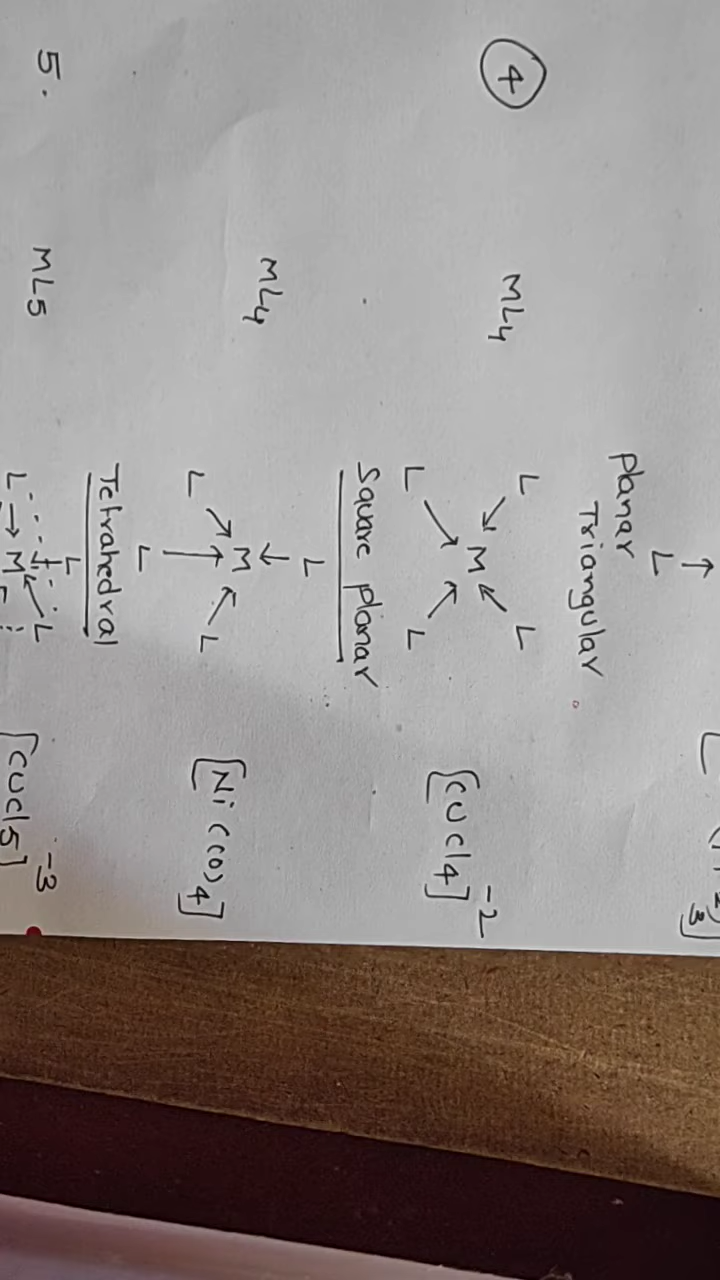 ↑
L
Planar
Triangular
3]
④ ML4 L L
M
L L
[CuCl4]-2
Square planar
ML4 L
M
L L
L
[Ni(CO)4]
Tetrahedral
5. ML5 L
L L
M
[CuCl5]-3